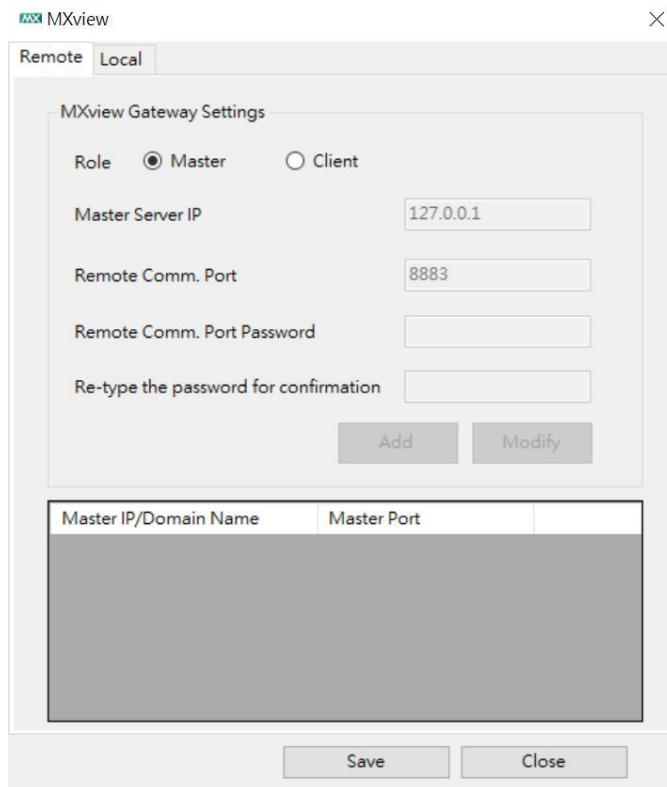 MXview
Remote Local
MXview Gateway Settings
Role Master Client
Master Server IP 127.0.0.1
Remote Comm. Port 8883
Remote Comm. Port Password
Re-type the password for confirmation
Add Modify
Master IP/Domain Name Master Port
Save Close